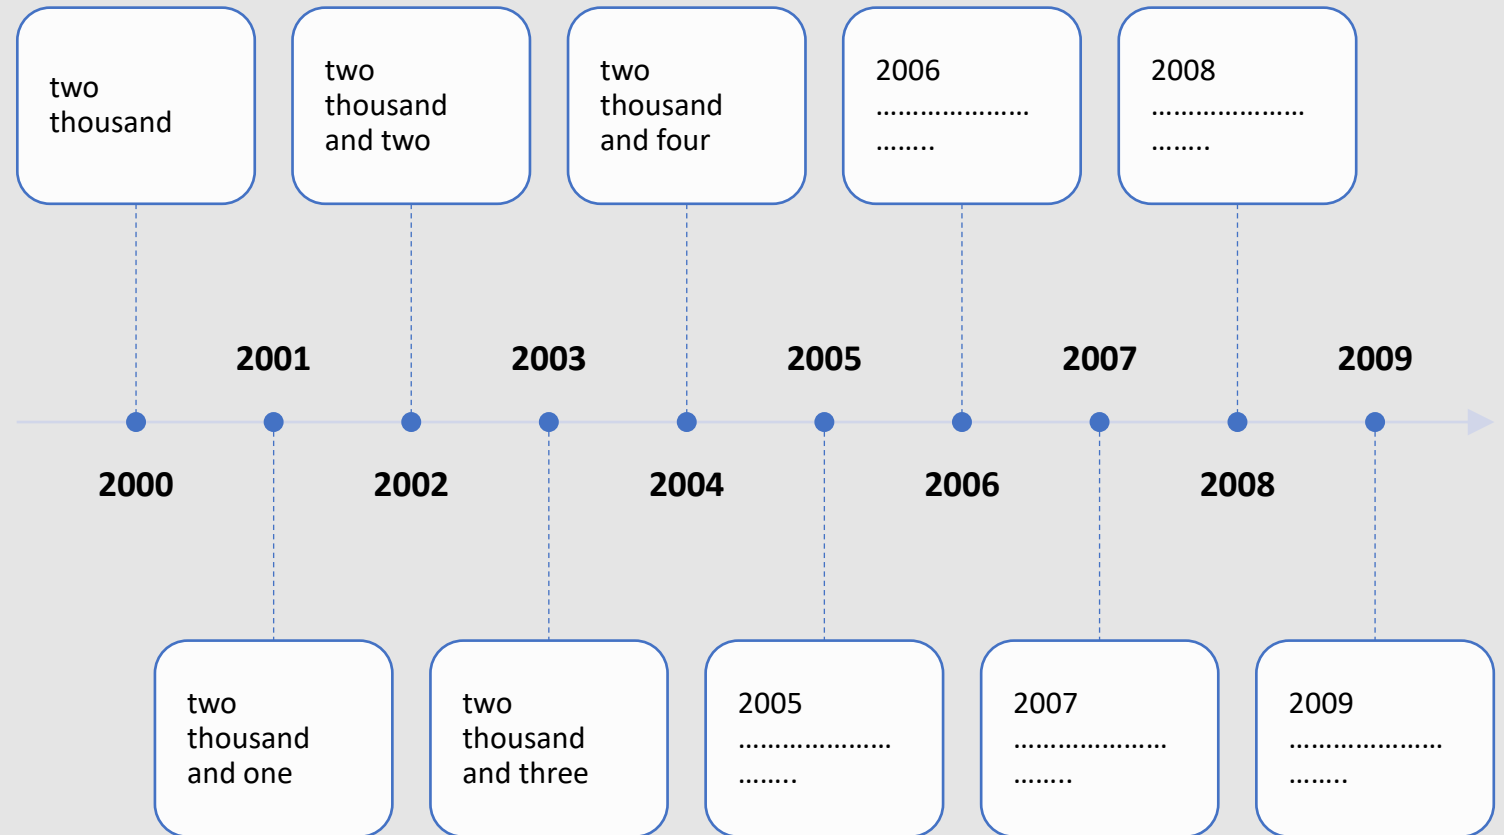 two
thousand
two
thousand
and two
two
thousand
and four
2006
.....................
........
2008
.....................
........
2001
2003
2005
2007
2009
2000
2002
2004
2006
2008
two
thousand
and one
two
thousand
and three
2005
.....................
........
2007
.....................
........
2009
.....................
........